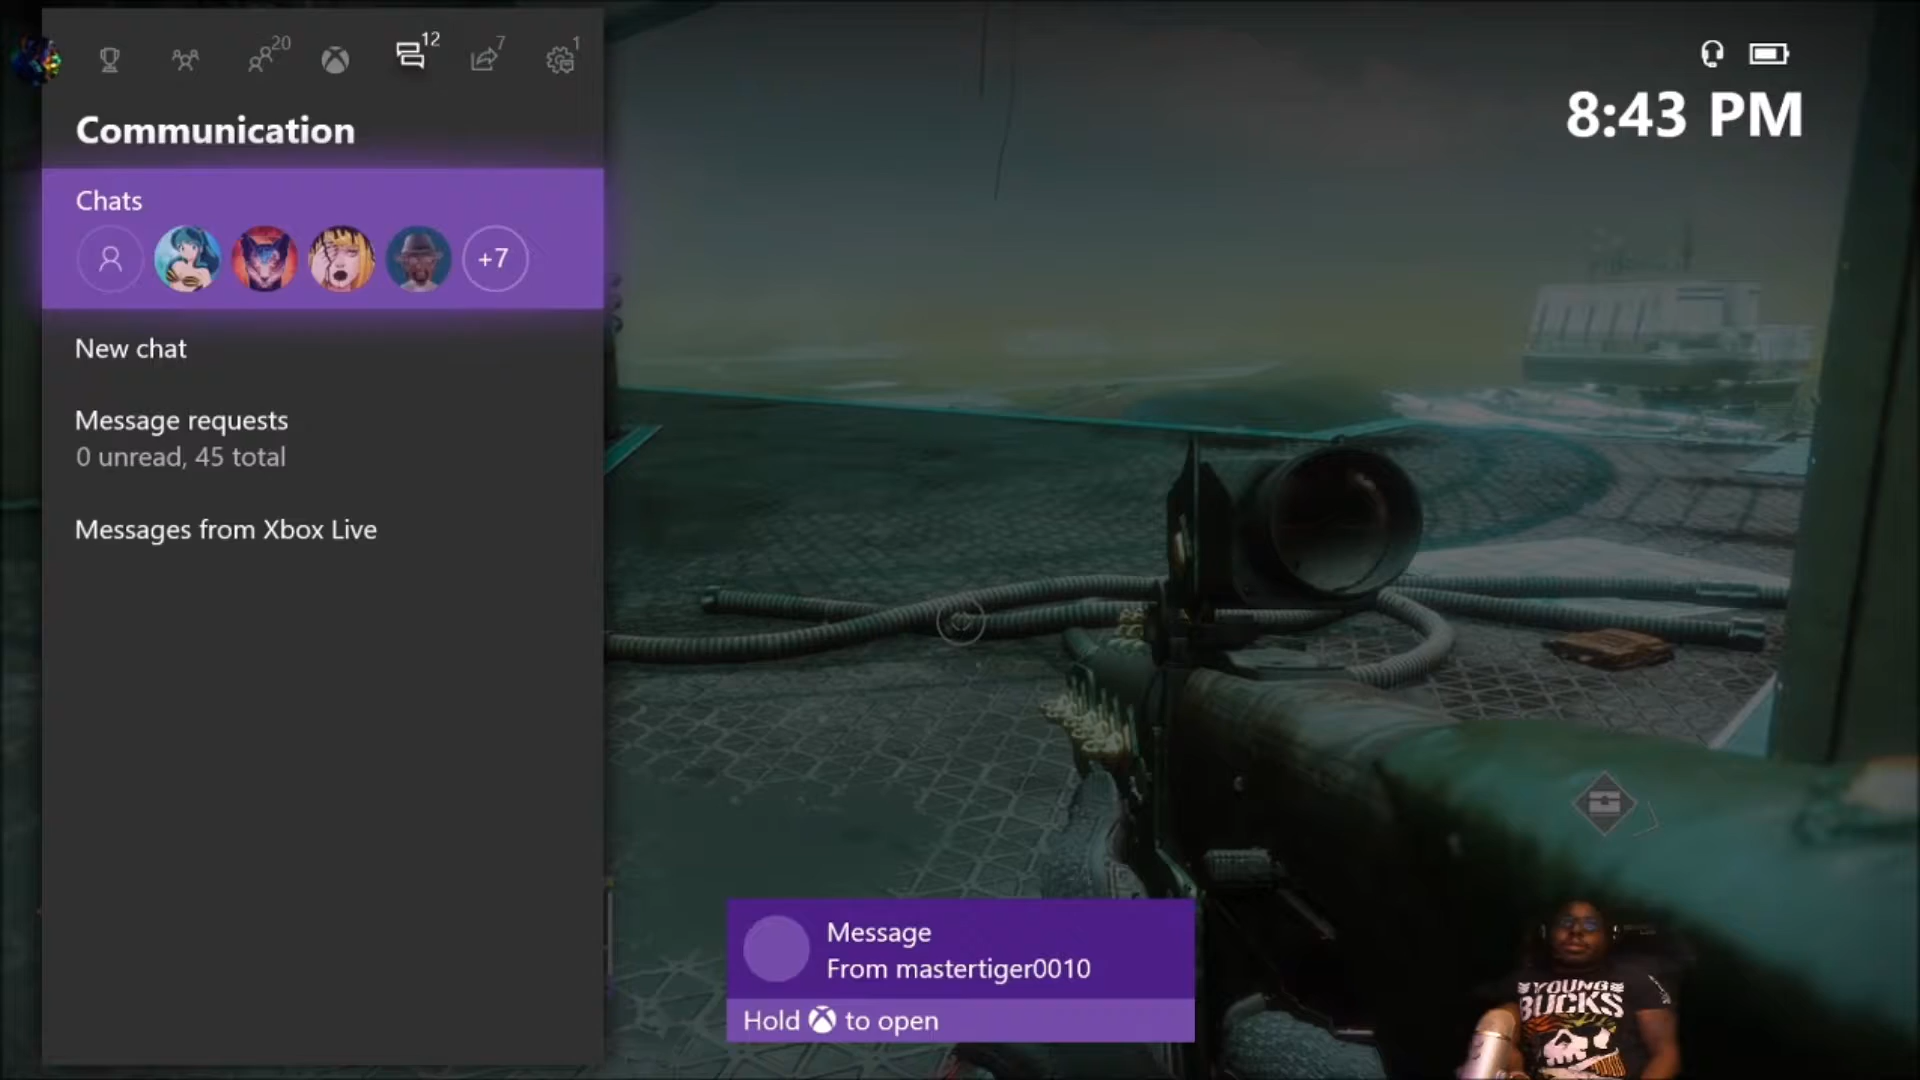 20
12
7
1
8:43 PM
Communication
Chats
+7
New chat
Message requests
0 unread, 45 total
Messages from Xbox Live
Message
From mastertiger0010
Hold to open
YOUNG
BUCKS